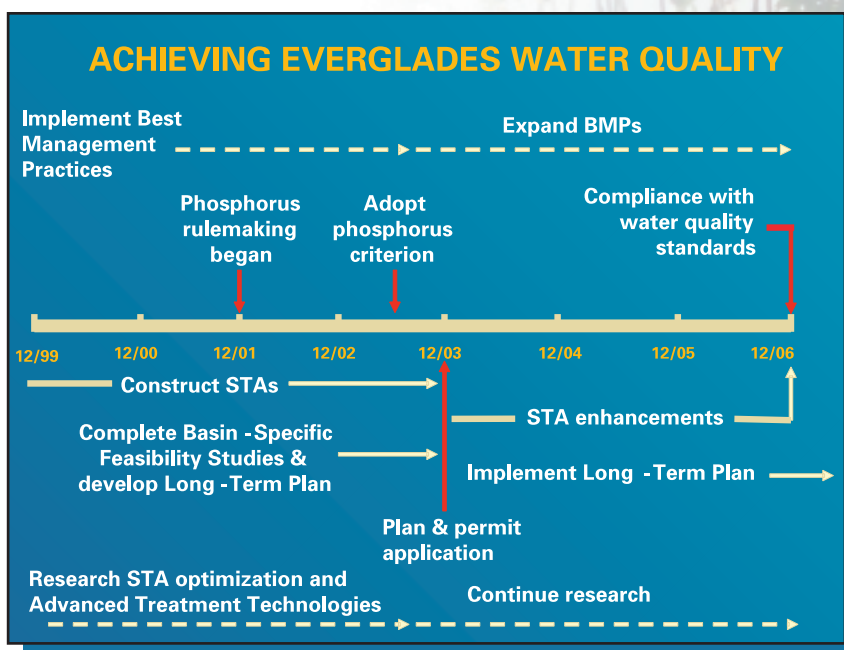 ACHIEVING EVERGLADES WATER QUALITY
Implement Best
Management
Practices
Expand BMPs
Phosphorus
rulemaking
began
Adopt
phosphorus
criterion
Compliance with
water quality
standards
12/99 12/00 12/01 12/02 12/03 12/04 12/05 12/06
Construct STAs
STA enhancements
Complete Basin -Specific
Feasibility Studies &
develop Long -Term Plan
Implement Long -Term Plan
Plan & permit
application
Research STA optimization and
Advanced Treatment Technologies
Continue research